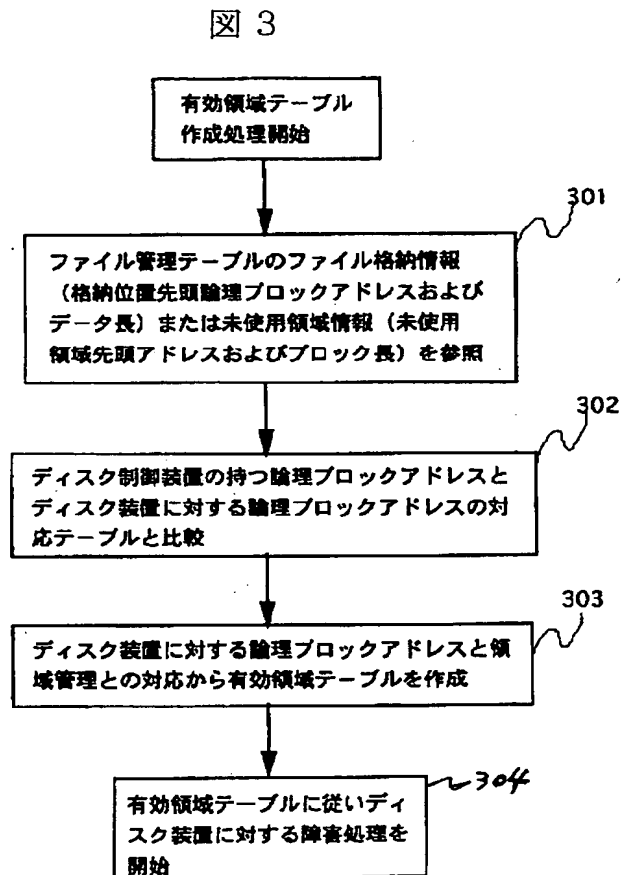 図 3
有効領域テーブル
作成処理開始
301
ファイル管理テーブルのファイル格納情報
（格納位置先頭論理ブロックアドレスおよび
データ長）または未使用領域情報（未使用
領域先頭アドレスおよびブロック長）を参照
302
ディスク制御装置の持つ論理ブロックアドレスと
ディスク装置に対する論理ブロックアドレスの対
応テーブルと比較
303
ディスク装置に対する論理ブロックアドレスと領
域管理との対応から有効領域テーブルを作成
304
有効領域テーブルに従いディ
スク装置に対する障害処理を
開始